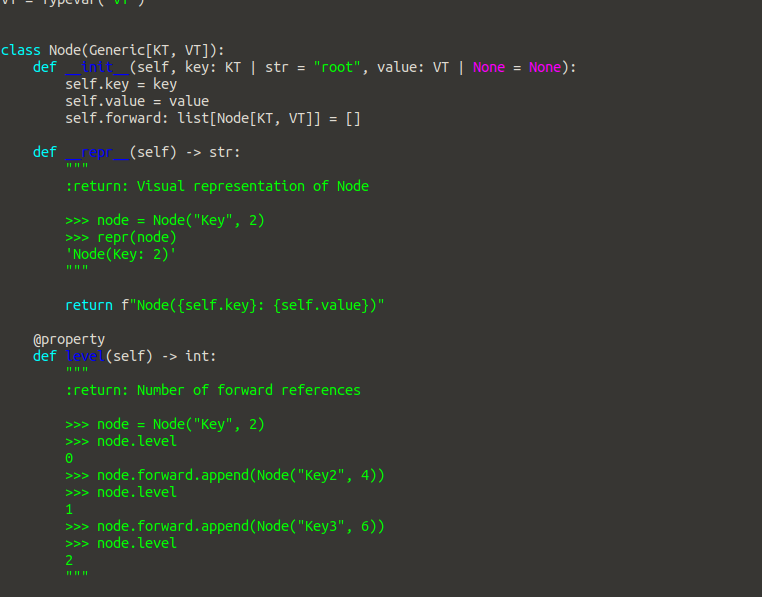 VT = TypeVar("VT")
class Node(Generic[KT, VT]):
    def __init__(self, key: KT | str = "root", value: VT | None = None):
        self.key = key
        self.value = value
        self.forward: list[Node[KT, VT]] = []
    def __repr__(self) -> str:
        """
        :return: Visual representation of Node
        >>> node = Node("Key", 2)
        >>> repr(node)
        'Node(Key: 2)'
        """
        return f"Node({self.key}: {self.value})"
    @property
    def level(self) -> int:
        """
        :return: Number of forward references
        >>> node = Node("Key", 2)
        >>> node.level
        0
        >>> node.forward.append(Node("Key2", 4))
        >>> node.level
        1
        >>> node.forward.append(Node("Key3", 6))
        >>> node.level
        2
        """